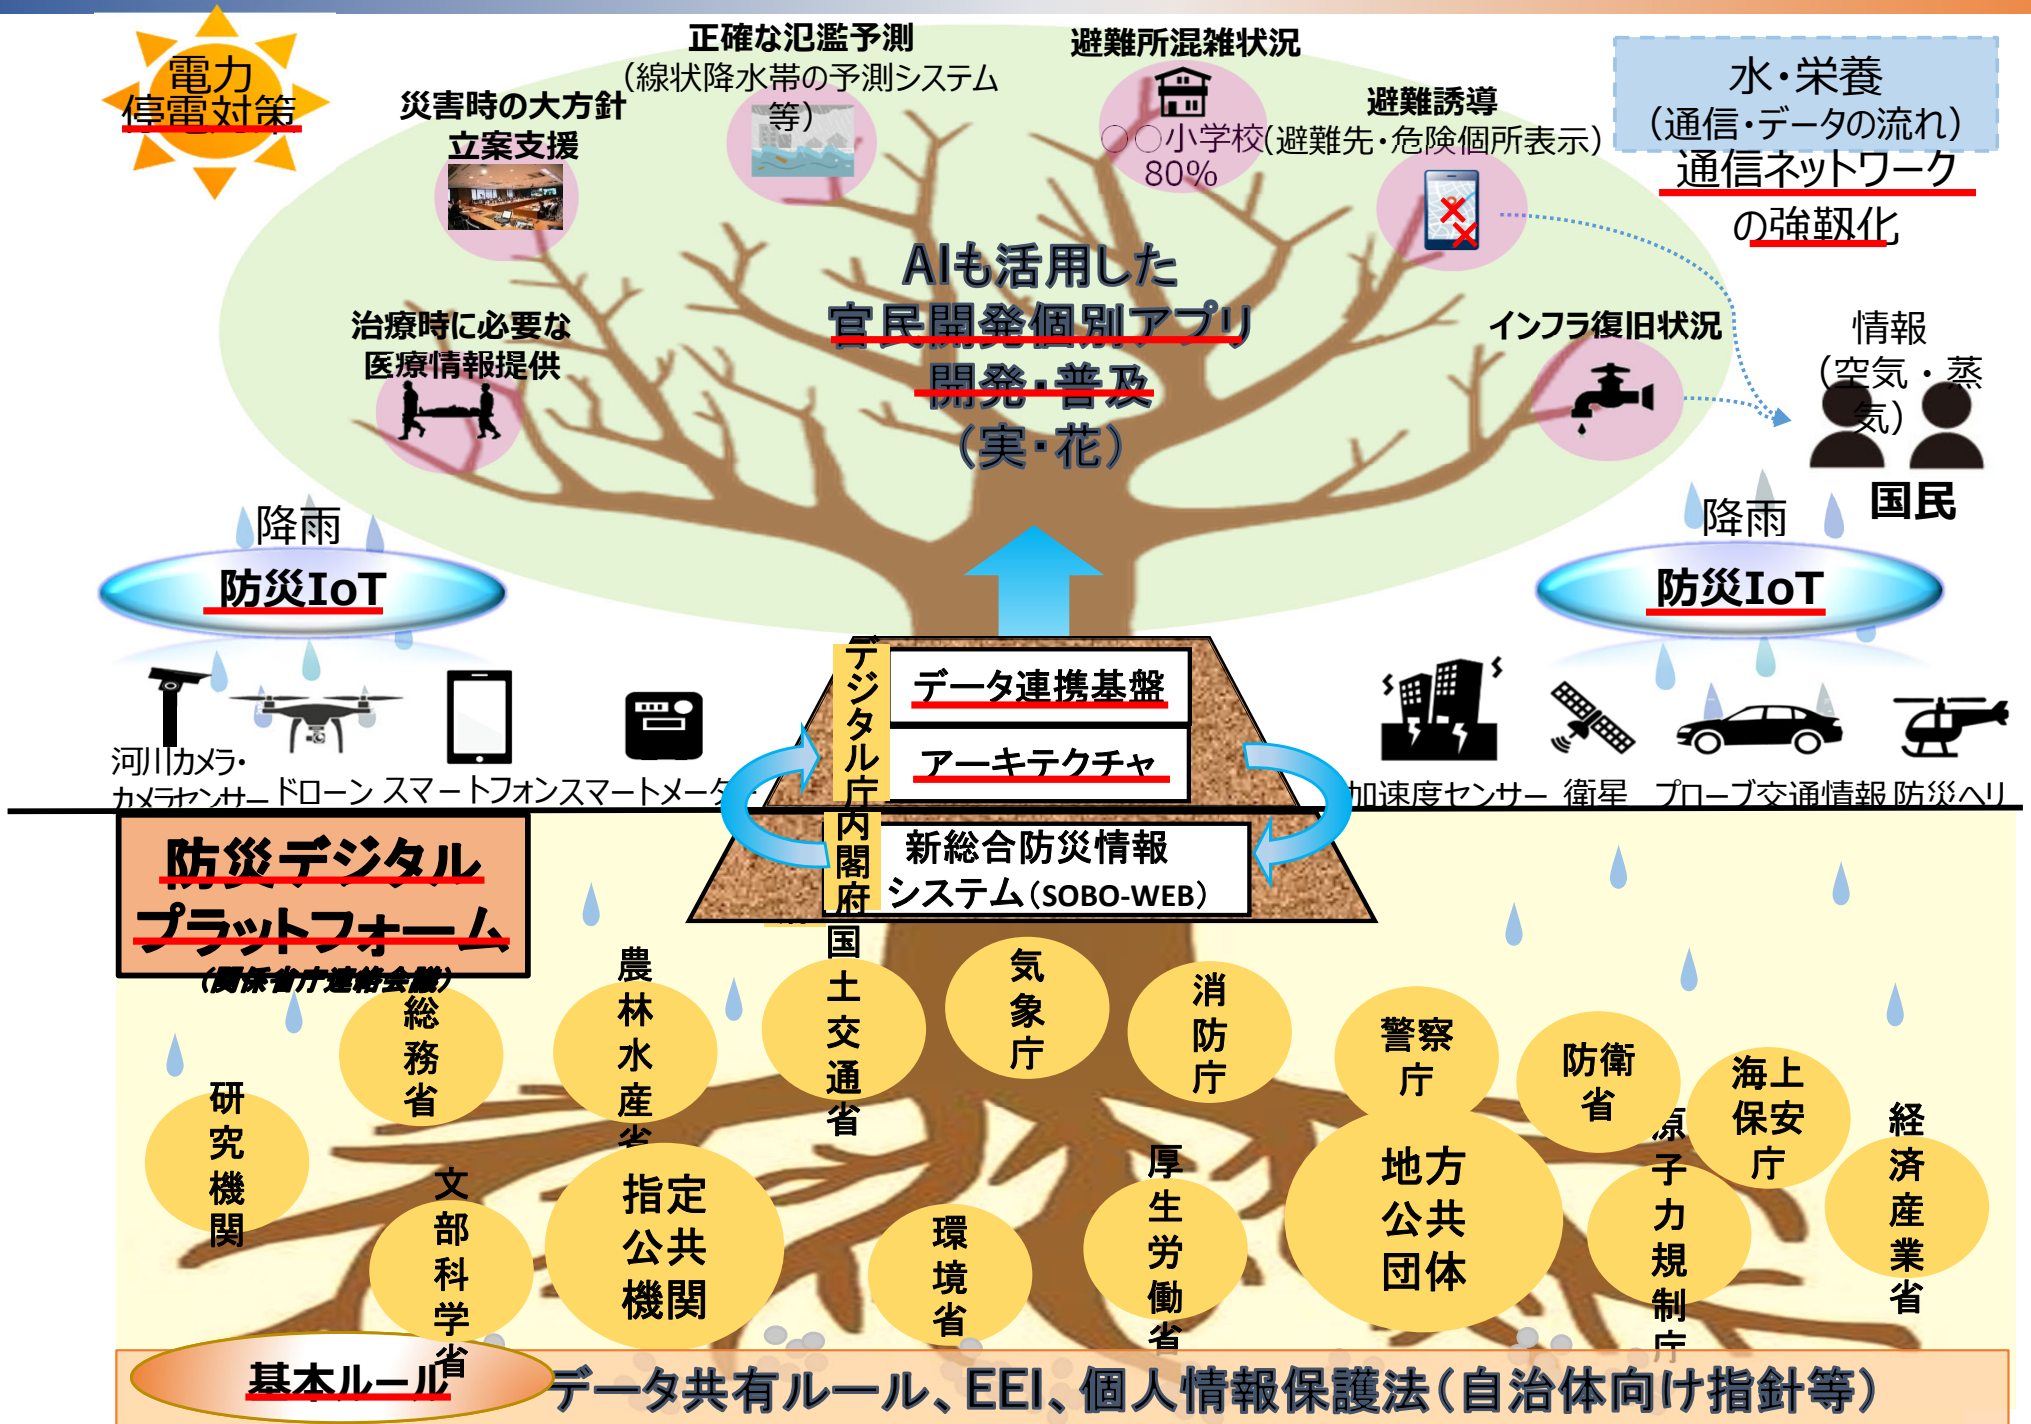 電力
停電対策
正確な氾濫予測
（線状降水帯の予測システム
等）
災害時の大方針
立案支援
避難所混雑状況
○○小学校
80%
避難誘導
（避難先・危険個所表示）
水・栄養
（通信・データの流れ）
通信ネットワーク
の強靱化
AIも活用した
官民開発個別アプリ
開発・普及
（実・花）
治療時に必要な
医療情報提供
インフラ復旧状況
情報
（空気・蒸
気）
国民
降雨
防災IoT
降雨
防災IoT
河川カメラ・
カメラセンサー
ドローン
スマートフォン
スマートメーター
加速度センサー
衛星
プローブ交通情報
防災ヘリ
デジタル庁
データ連携基盤
アーキテクチャ
内閣府
新総合防災情報
システム（SOBO-WEB）
防災デジタル
プラットフォーム
（関係省庁連絡会議）
研究機関
総務省
農林水産省
国土交通省
気象庁
消防庁
警察
庁
防衛
省
海上
保安
庁
経済産業省
文部科学省
指定
公共
機関
環境省
厚生労働省
地方
公共
団体
原子力規制庁
基本ルール
データ共有ルール、EEI、個人情報保護法（自治体向け指針等）